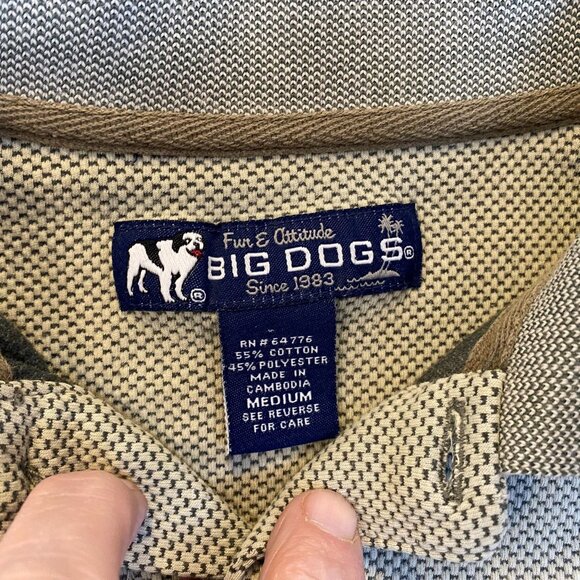 Fun & Attitude
BIG DOGS®
Since 1983
®
RN # 64776
55% COTTON
45% POLYESTER
MADE IN
CAMBODIA
MEDIUM
SEE REVERSE
FOR CARE